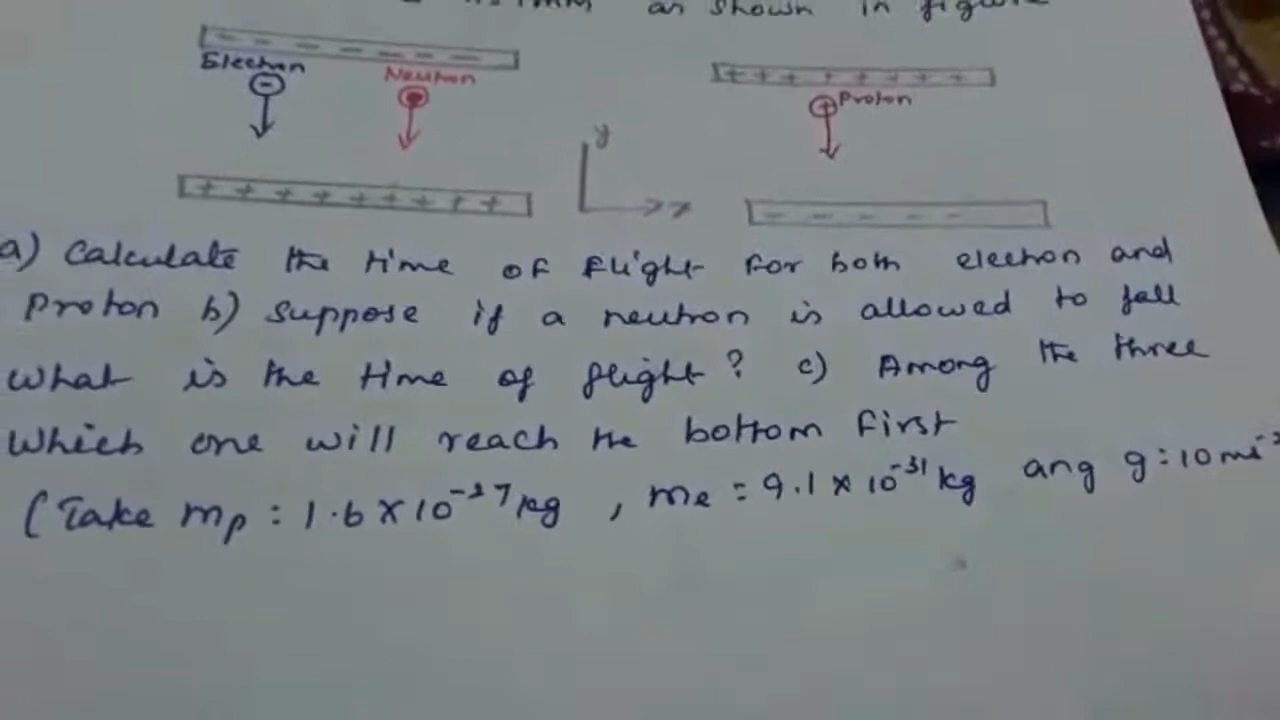 as shown in figure
- - - - - - -
Electron
Neutron
+ + + + + + + +
Proton
y
x
+ + + + + + + +
- - - - -
a) Calculate the time of flight for both electron and
Proton b) Suppose if a neutron is allowed to fall
what is the time of flight? c) Among the three
Which one will reach the bottom first
(Take mp = 1.6 × 10⁻²⁷ kg , me = 9.1 × 10⁻³¹ kg ang g = 10 ms⁻²